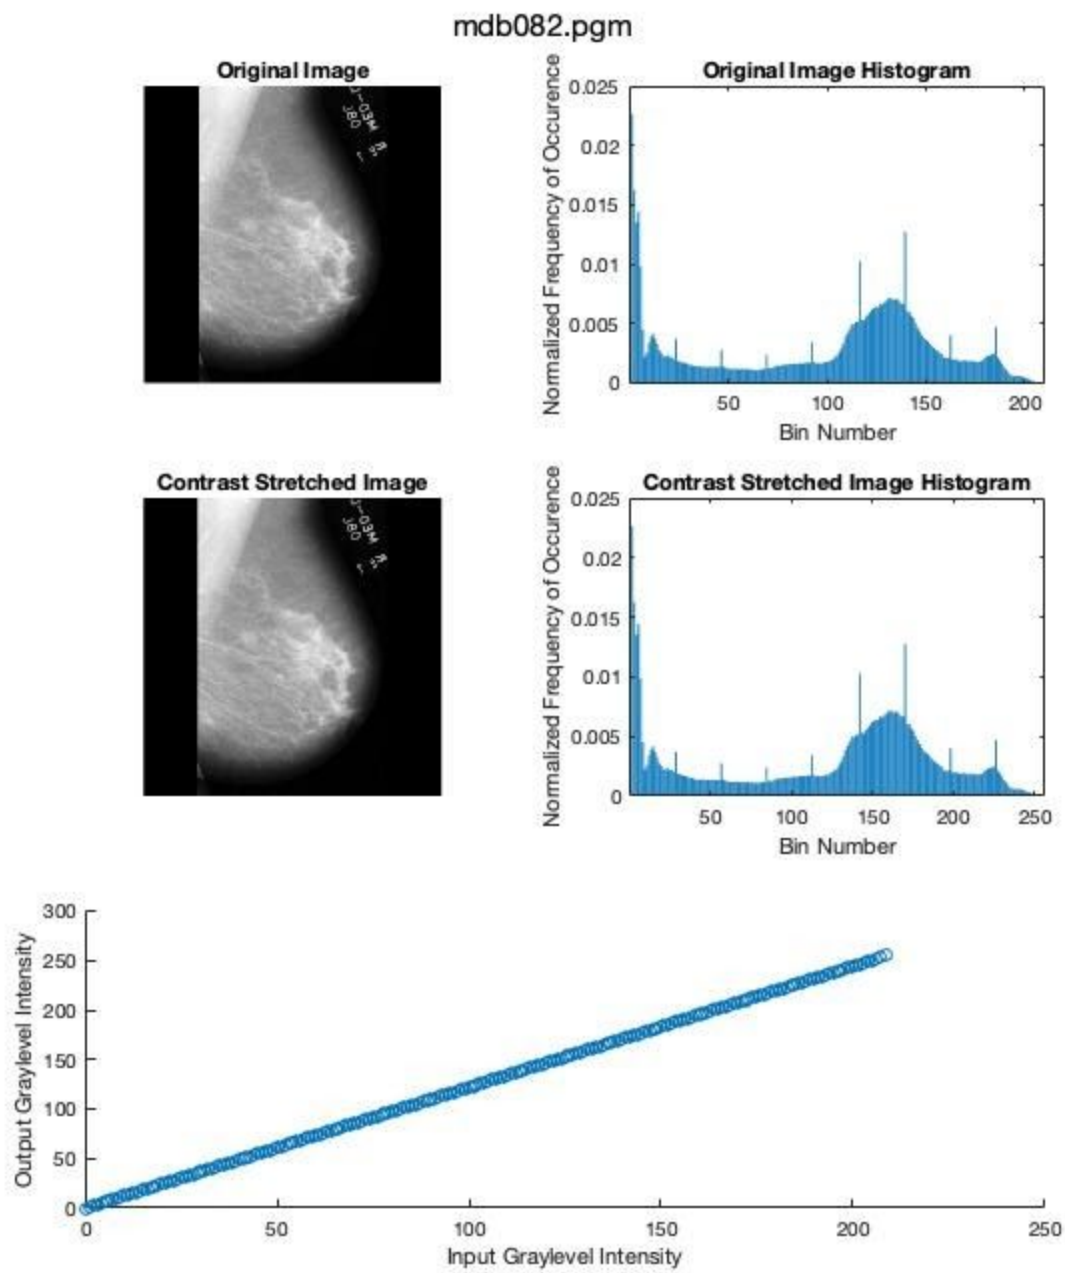 mdb082.pgm
Original Image
Original Image Histogram
Normalized Frequency of Occurence
0.025
0.02
0.015
0.01
0.005
0
50 100 150 200
Bin Number
J-03M
JBO
Contrast Stretched Image
Contrast Stretched Image Histogram
Normalized Frequency of Occurence
0.025
0.02
0.015
0.01
0.005
0
50 100 150 200 250
Bin Number
-03M
JBO
Output Graylevel Intensity
300
250
200
150
100
50
0
0 50 100 150 200 250
Input Graylevel Intensity